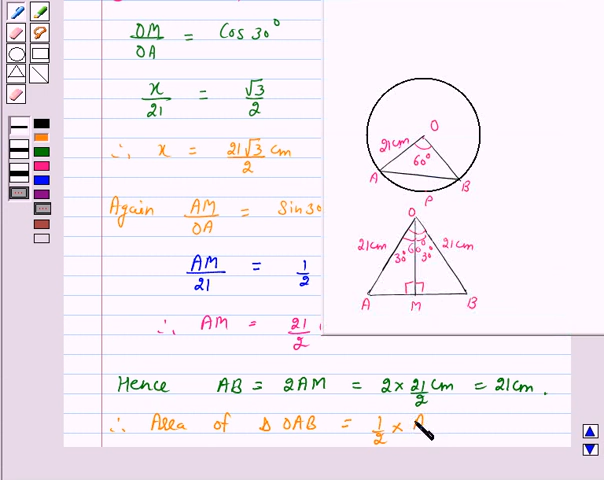 OM/OA = Cos 30°
x/21 = √3/2
∴ x = 21√3/2 cm
Again AM/OA = Sin 30
AM/21 = 1/2
∴ AM = 21/2
Hence AB = 2AM = 2 × 21/2 cm = 21cm.
∴ Area of Δ OAB = 1/2 ×
O
21cm
60°
A
B
P
O
21cm 21cm
30° 60° 30°
A M B